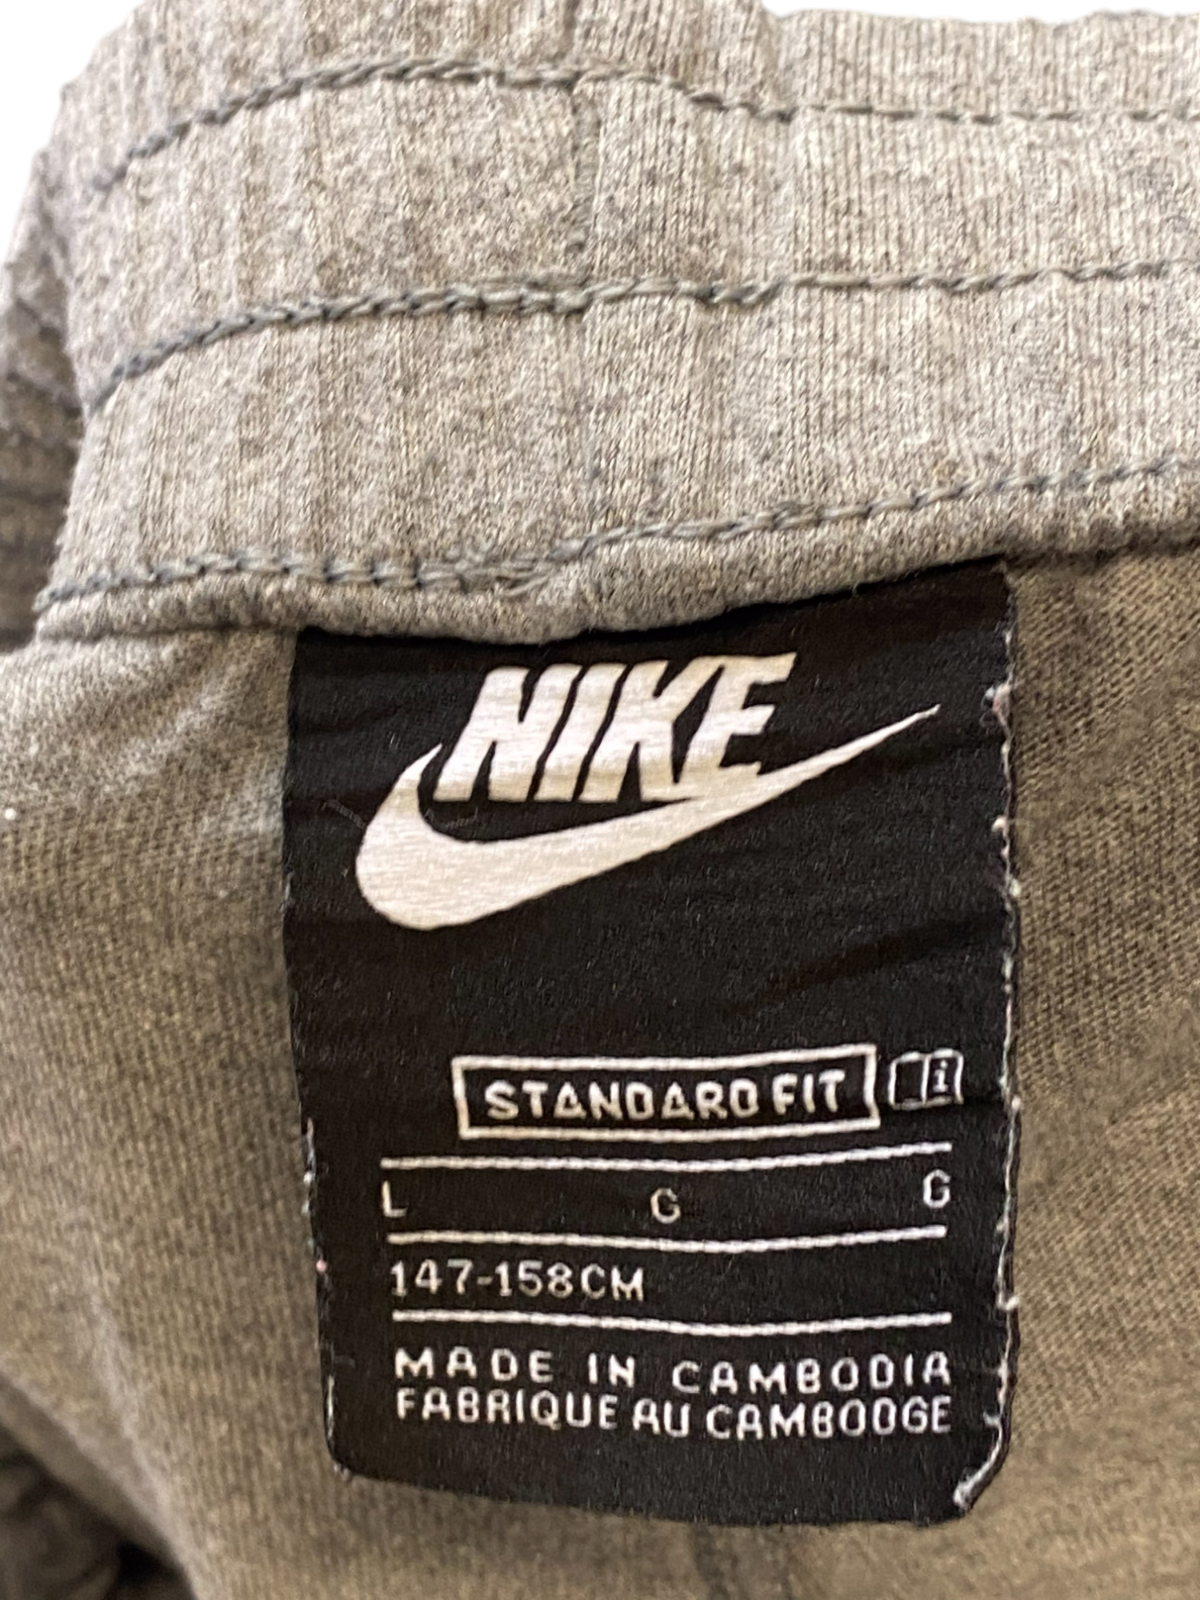 NIKE
STANDARD FIT i
L G G
147-158CM
MADE IN CAMBODIA
FABRIQUE AU CAMBODGE